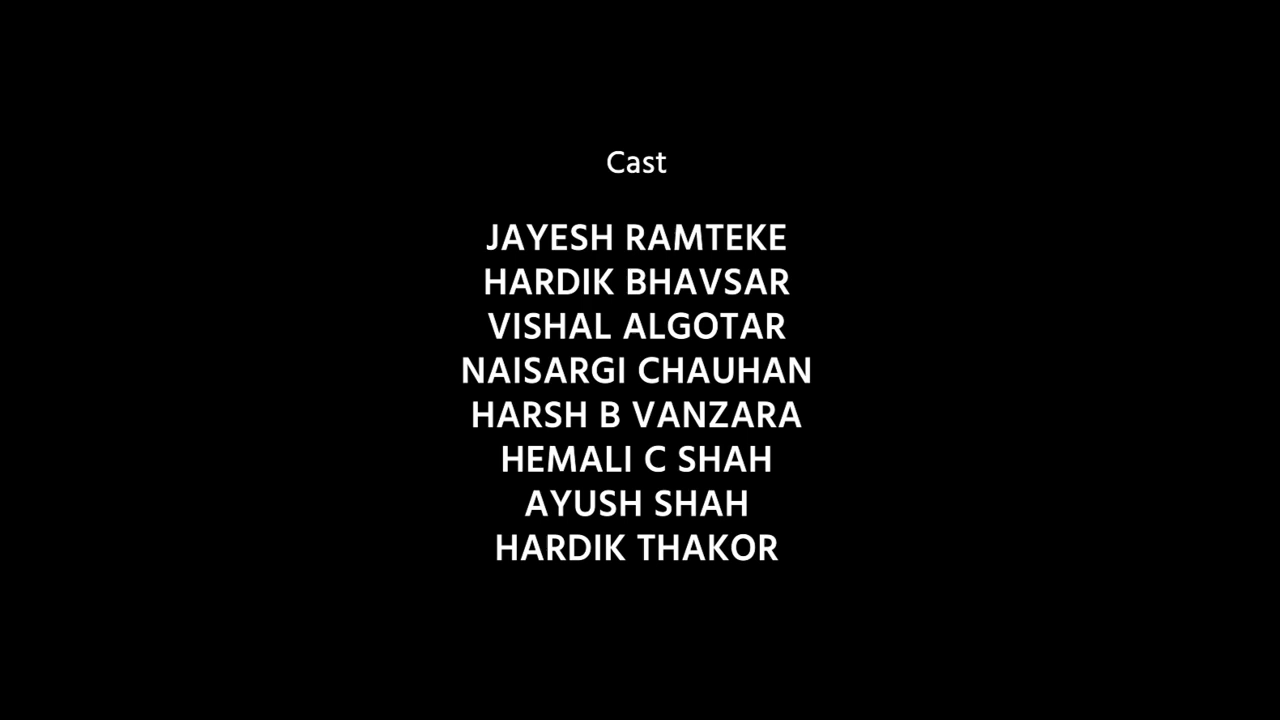 Cast
JAYESH RAMTEKE
HARDIK BHAVSAR
VISHAL ALGOTAR
NAISARGI CHAUHAN
HARSH B VANZARA
HEMALI C SHAH
AYUSH SHAH
HARDIK THAKOR